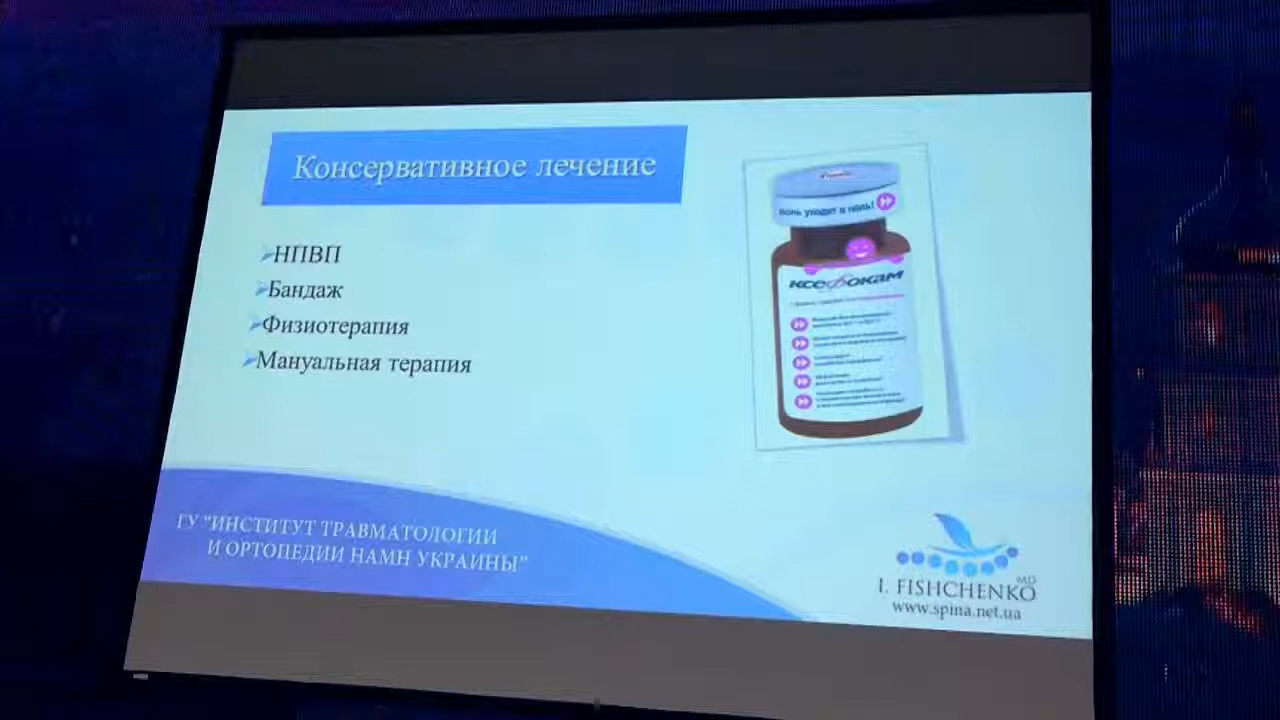 Консервативное лечение
НПВП
Бандаж
Физиотерапия
Мануальная терапия
Боль уходит в ноль!
ксефокам
ГУ "ИНСТИТУТ ТРАВМАТОЛОГИИ
И ОРТОПЕДИИ НАМН УКРАИНЫ"
MD
I. FISHCHENKO
www.spina.net.ua